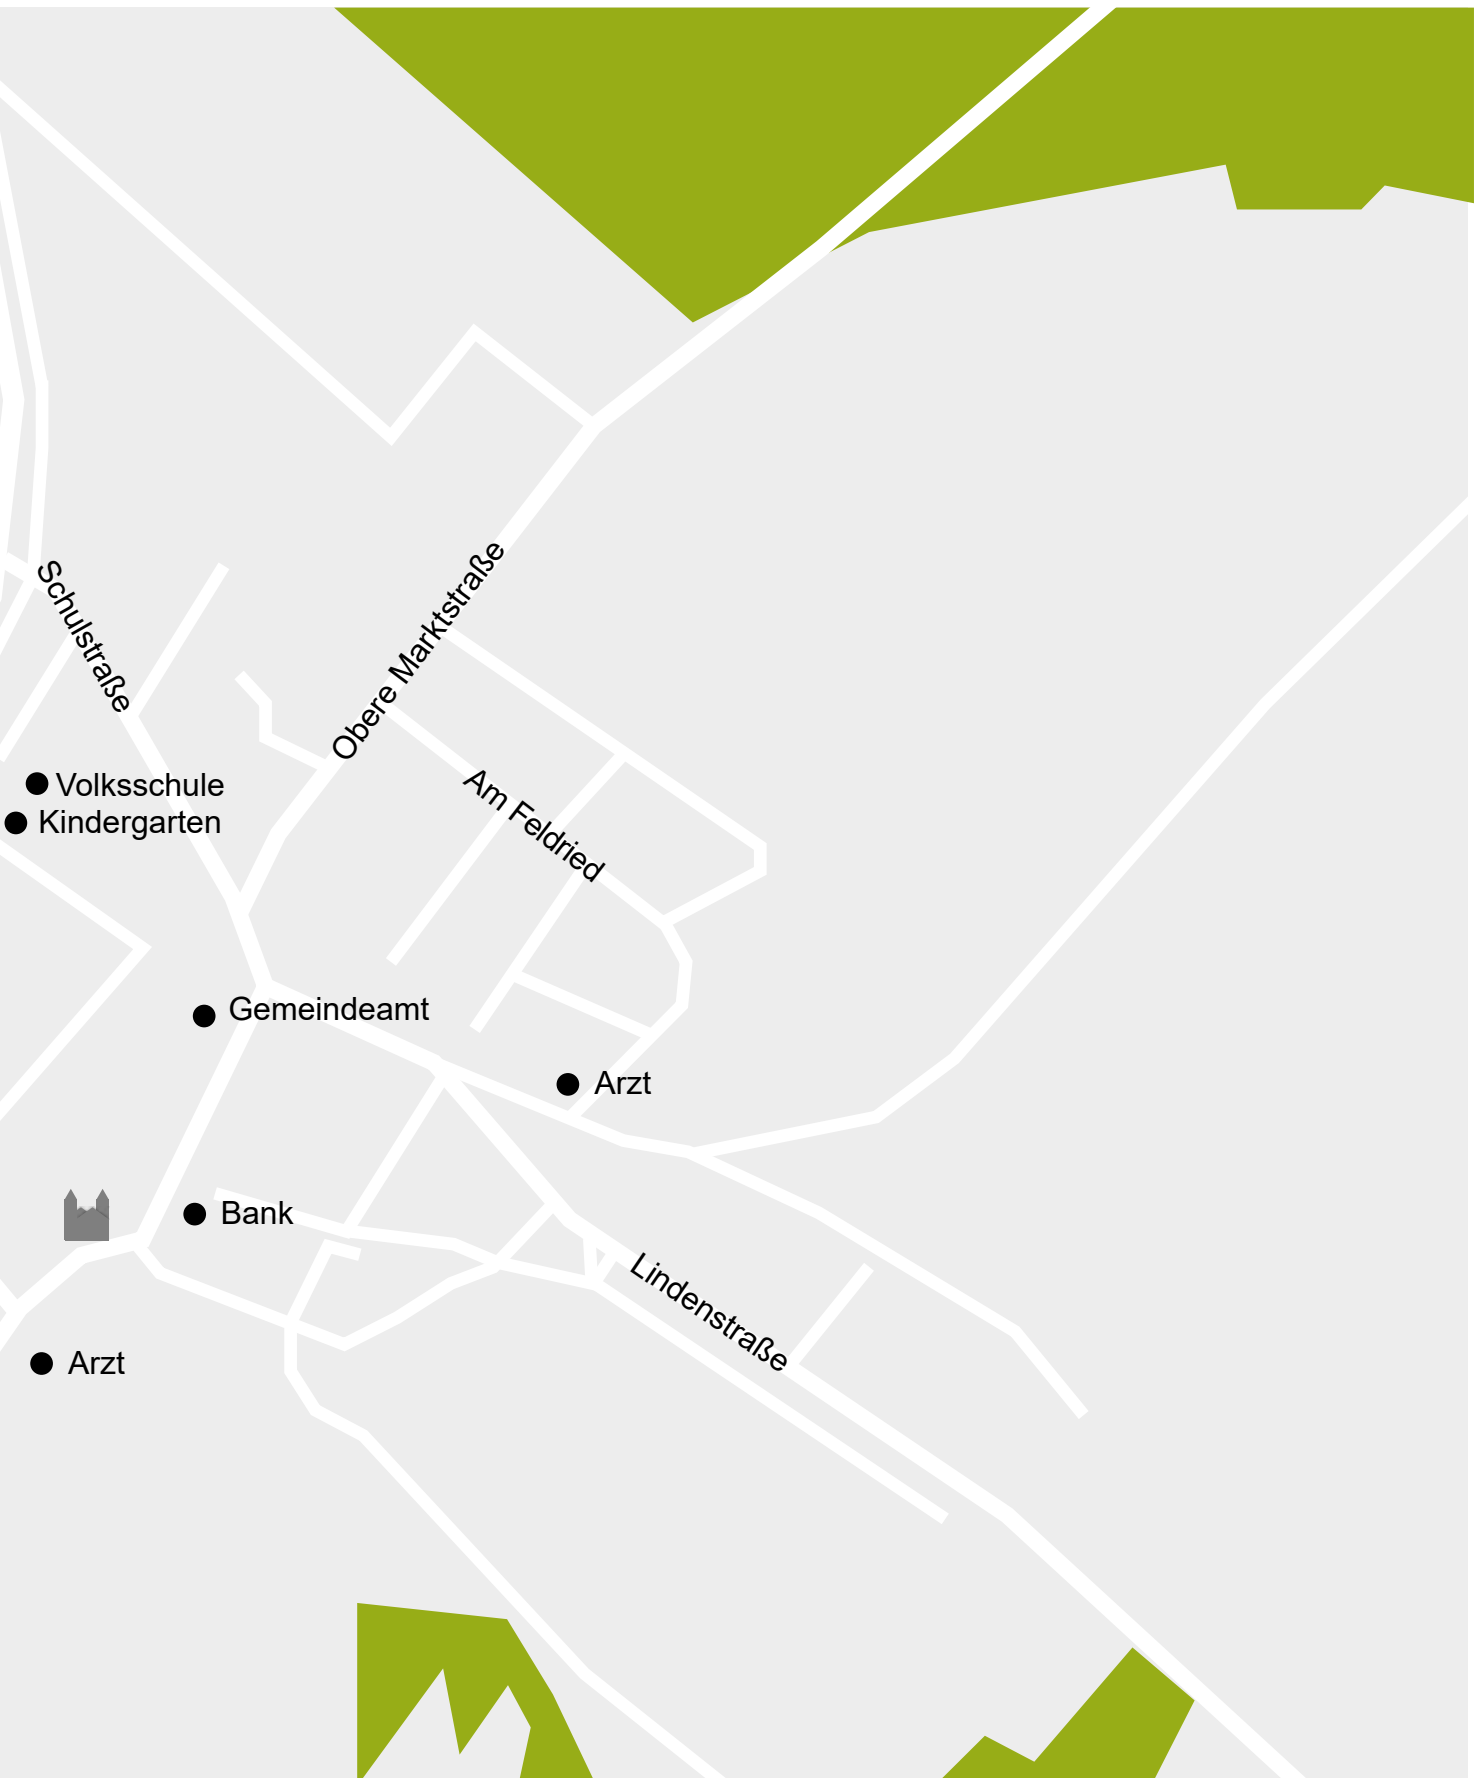 Schulstraße
Obere Marktstraße
Volksschule
Kindergarten
Am Feldried
Gemeindeamt
Arzt
Bank
Lindenstraße
Arzt